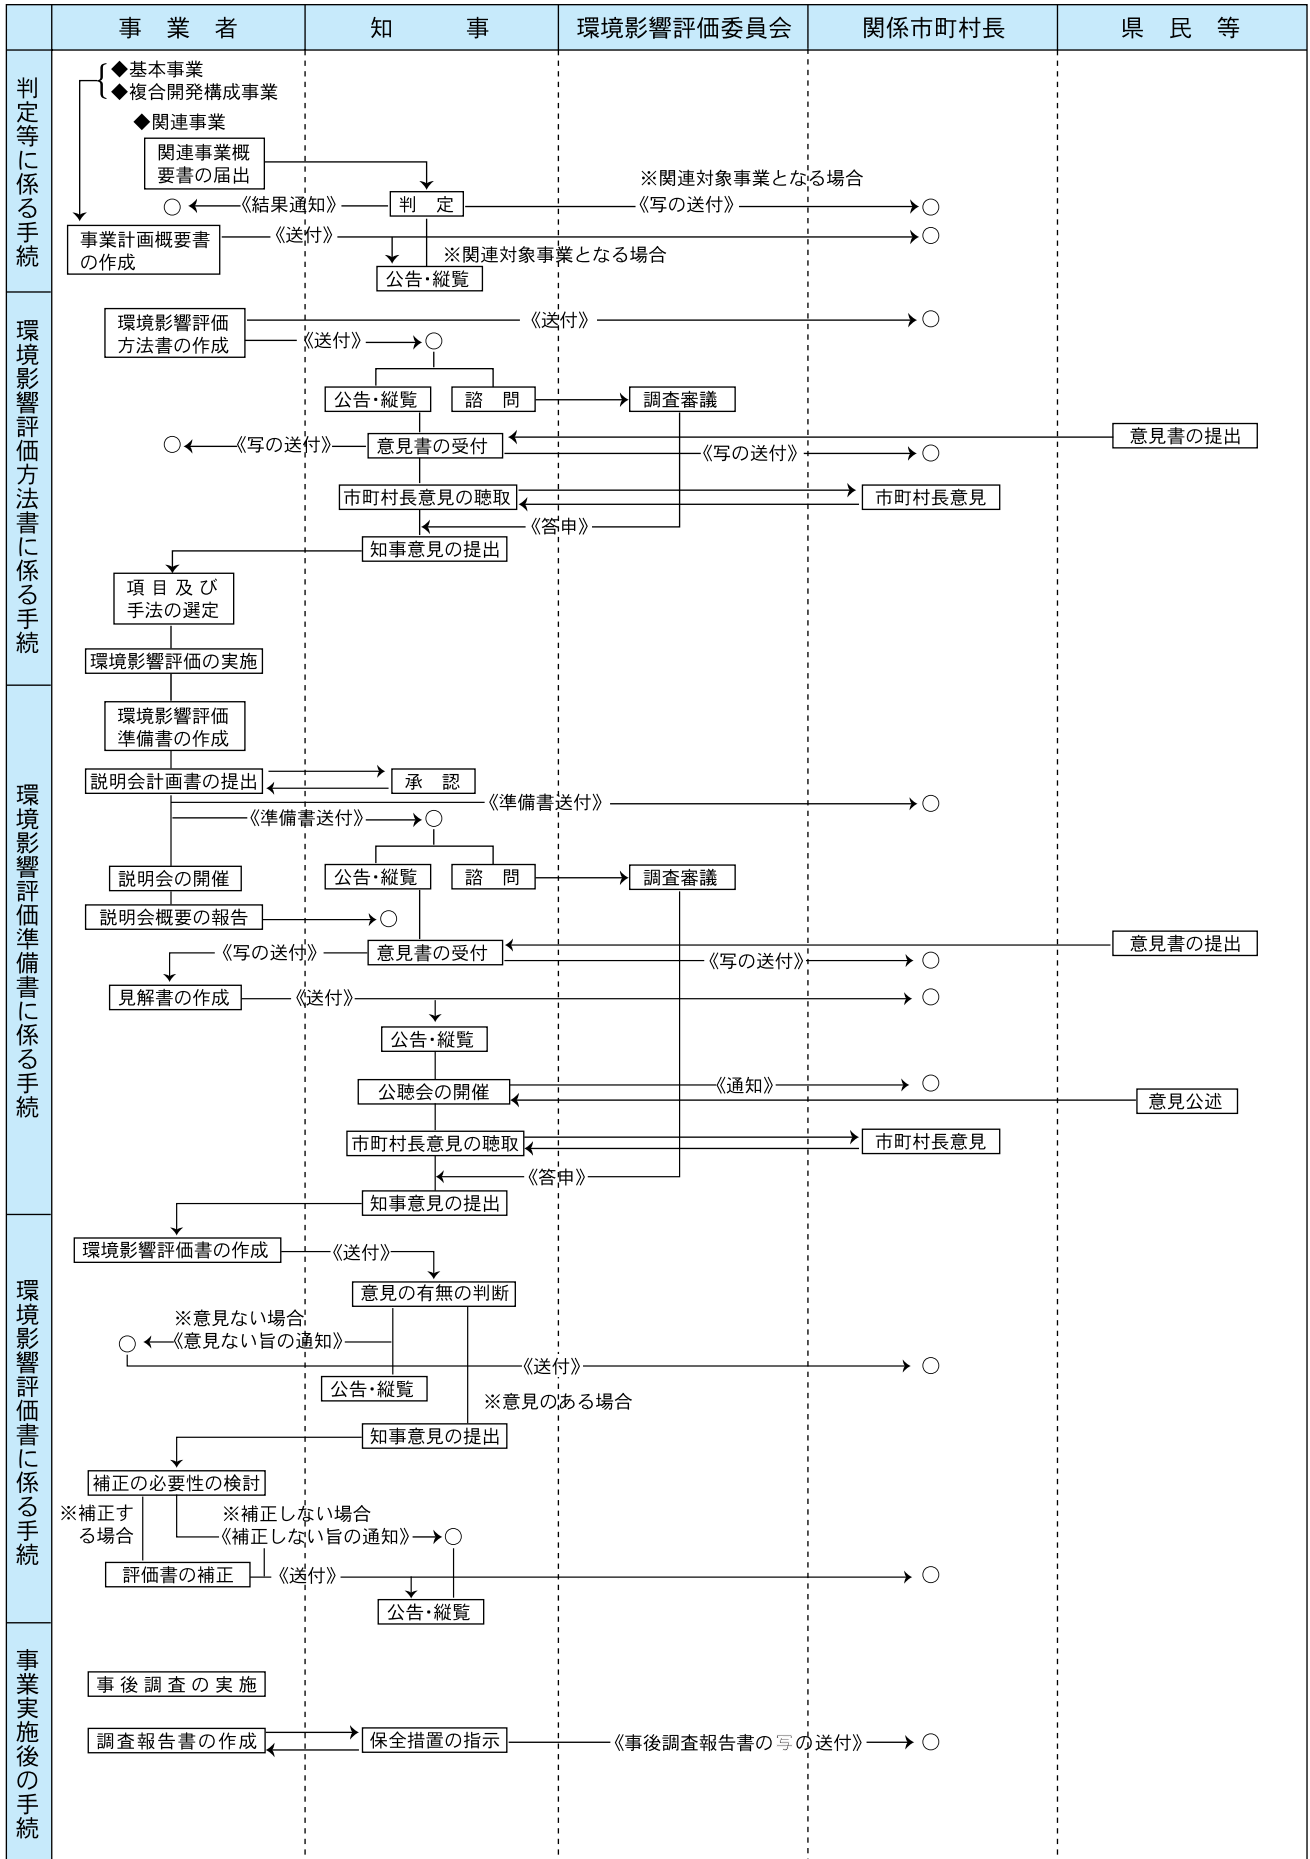 事　業　者
知　　　事
環境影響評価委員会
関係市町村長
県　民　等
判定等に係る手続
◆基本事業
◆複合開発構成事業
◆関連事業
関連事業概
要書の届出
※関連対象事業となる場合
《結果通知》
判　定
《写の送付》
事業計画概要書
の作成
《送付》
※関連対象事業となる場合
公告・縦覧
環境影響評価方法書に係る手続
環境影響評価
方法書の作成
《送付》
《送付》
公告・縦覧
諮　問
調査審議
《写の送付》
意見書の受付
意見書の提出
《写の送付》
市町村長意見の聴取
市町村長意見
《答申》
知事意見の提出
項 目 及 び
手法の選定
環境影響評価の実施
環境影響評価準備書に係る手続
環境影響評価
準備書の作成
説明会計画書の提出
承　認
《準備書送付》
《準備書送付》
説明会の開催
公告・縦覧
諮　問
調査審議
説明会概要の報告
《写の送付》
意見書の受付
意見書の提出
《写の送付》
見解書の作成
《送付》
公告・縦覧
公聴会の開催
《通知》
意見公述
市町村長意見の聴取
市町村長意見
《答申》
知事意見の提出
環境影響評価書に係る手続
環境影響評価書の作成
《送付》
意見の有無の判断
※意見ない場合
《意見ない旨の通知》
《送付》
公告・縦覧
※意見のある場合
知事意見の提出
補正の必要性の検討
※補正す
る場合
※補正しない場合
《補正しない旨の通知》
評価書の補正
《送付》
公告・縦覧
事業実施後の手続
事後調査の実施
調査報告書の作成
保全措置の指示
《事後調査報告書の写の送付》